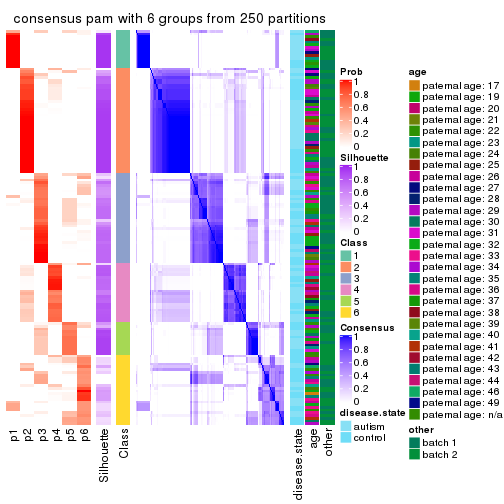 consensus pam with 6 groups from 250 partitions
p1
p2
p3
p4
p5
p6
Silhouette
Class
disease.state
age
other
Prob
1
0.8
0.6
0.4
0.2
0
Silhouette
1
0.8
0.6
0.4
0.2
0
Class
1
2
3
4
5
6
Consensus
1
0.8
0.6
0.4
0.2
0
disease.state
autism
control
age
paternal age: 17
paternal age: 19
paternal age: 20
paternal age: 21
paternal age: 22
paternal age: 23
paternal age: 24
paternal age: 25
paternal age: 26
paternal age: 27
paternal age: 28
paternal age: 29
paternal age: 30
paternal age: 31
paternal age: 32
paternal age: 33
paternal age: 34
paternal age: 35
paternal age: 36
paternal age: 37
paternal age: 38
paternal age: 39
paternal age: 40
paternal age: 41
paternal age: 42
paternal age: 43
paternal age: 44
paternal age: 46
paternal age: 49
paternal age: n/a
other
batch 1
batch 2